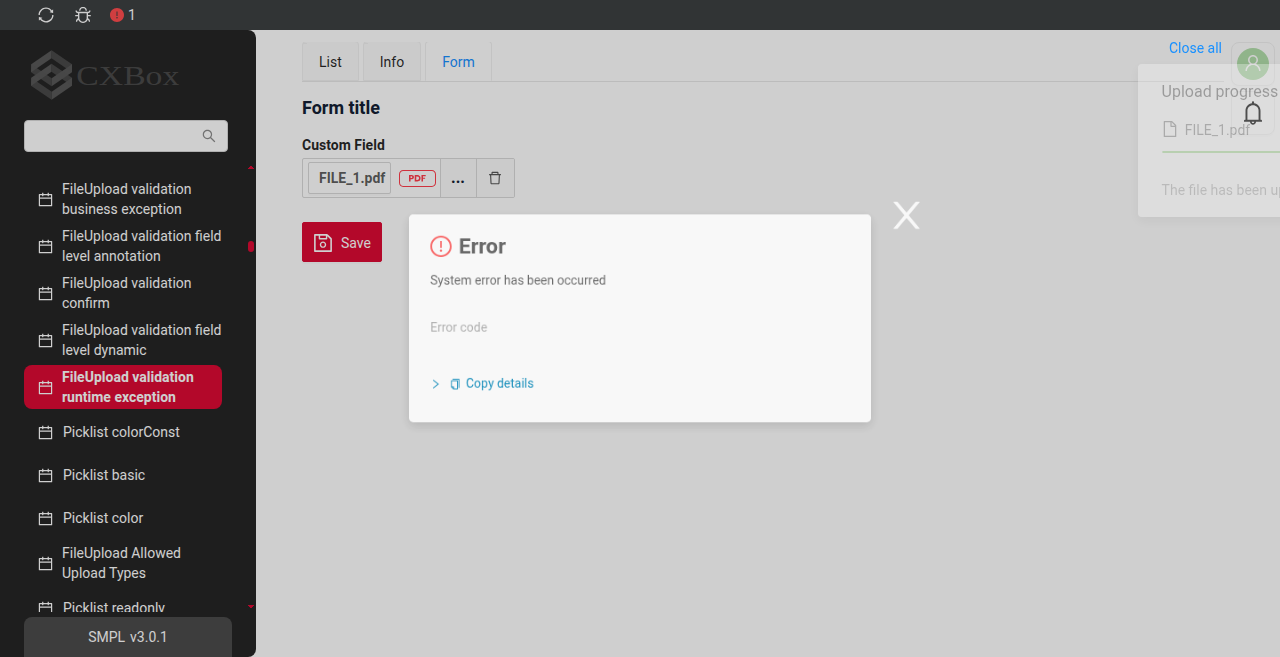 1
CXBox
FileUpload validation
business exception
FileUpload validation field
level annotation
FileUpload validation
confirm
FileUpload validation field
level dynamic
FileUpload validation
runtime exception
Picklist colorConst
Picklist basic
Picklist color
FileUpload Allowed
Upload Types
Picklist readonly
SMPL v3.0.1
List
Info
Form
Form title
Custom Field
FILE_1.pdf
PDF
...
Save
Error
System error has been occurred
Error code
Copy details
Close all
Upload progress
FILE_1.pdf
The file has been